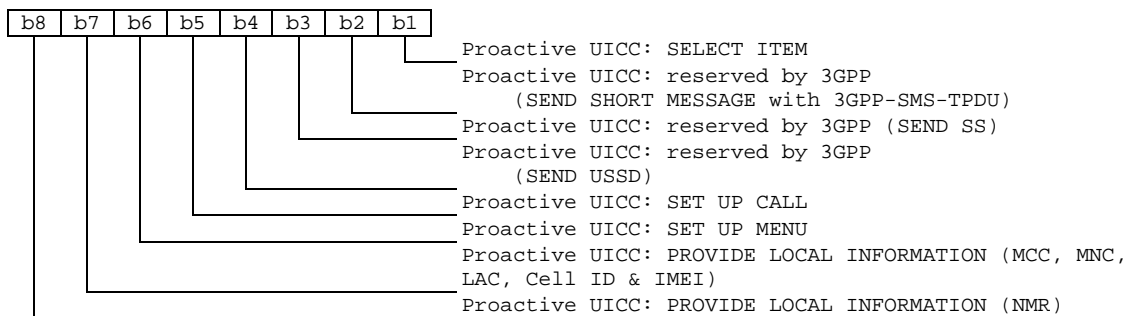 b8 b7 b6 b5 b4 b3 b2 b1
Proactive UICC: SELECT ITEM
Proactive UICC: reserved by 3GPP
(SEND SHORT MESSAGE with 3GPP-SMS-TPDU)
Proactive UICC: reserved by 3GPP (SEND SS)
Proactive UICC: reserved by 3GPP
(SEND USSD)
Proactive UICC: SET UP CALL
Proactive UICC: SET UP MENU
Proactive UICC: PROVIDE LOCAL INFORMATION (MCC, MNC,
LAC, Cell ID & IMEI)
Proactive UICC: PROVIDE LOCAL INFORMATION (NMR)